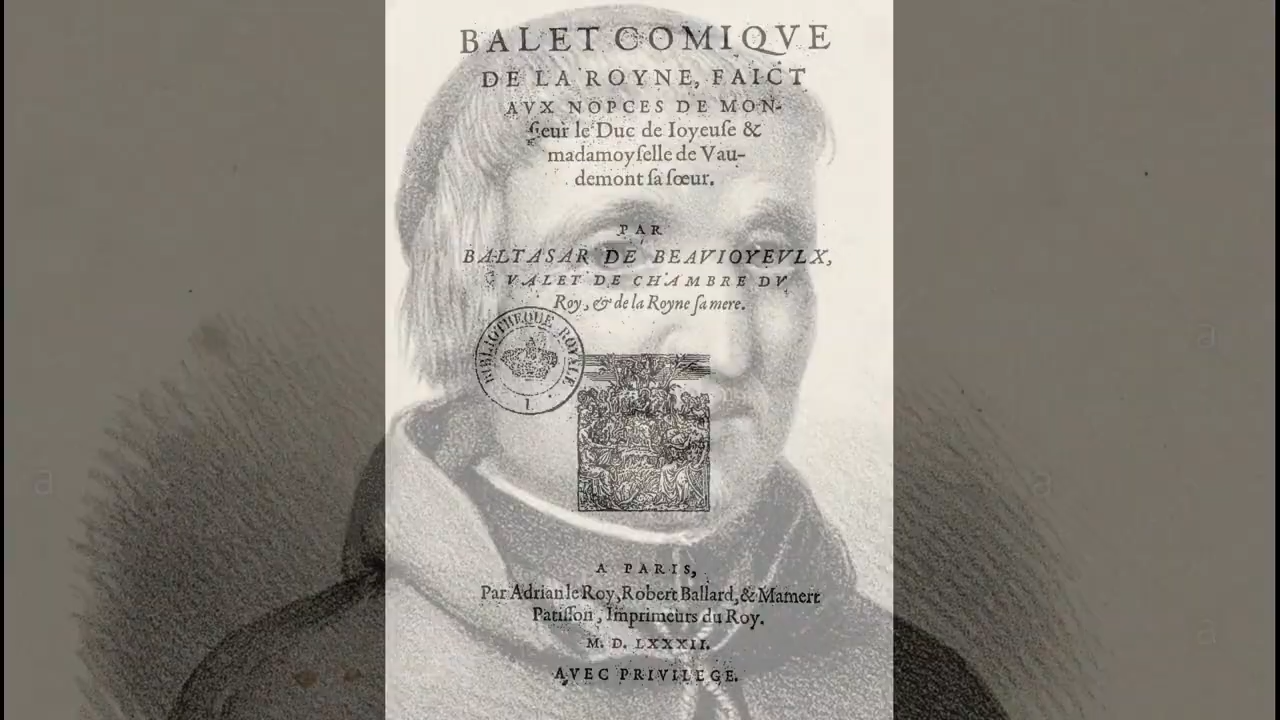 BALET COMIQVE
DE LA ROYNE, FAICT
AVX NOPCES DE MON-
ſieur le Duc de Ioyeuſe &
madamoyſelle de Vau-
demont ſa ſœur.
PAR
BALTASAR DE BEAVIOYEVLX,
VALET DE CHAMBRE DV
Roy, & de la Royne ſa mere.
BIBLIOTHEQUE ROYALE
I.
A PARIS,
Par Adrian le Roy, Robert Ballard, & Mamert
Patiſſon, Imprimeurs du Roy.
M. D. LXXXII.
AVEC PRIVILEGE.
a
a
a
a